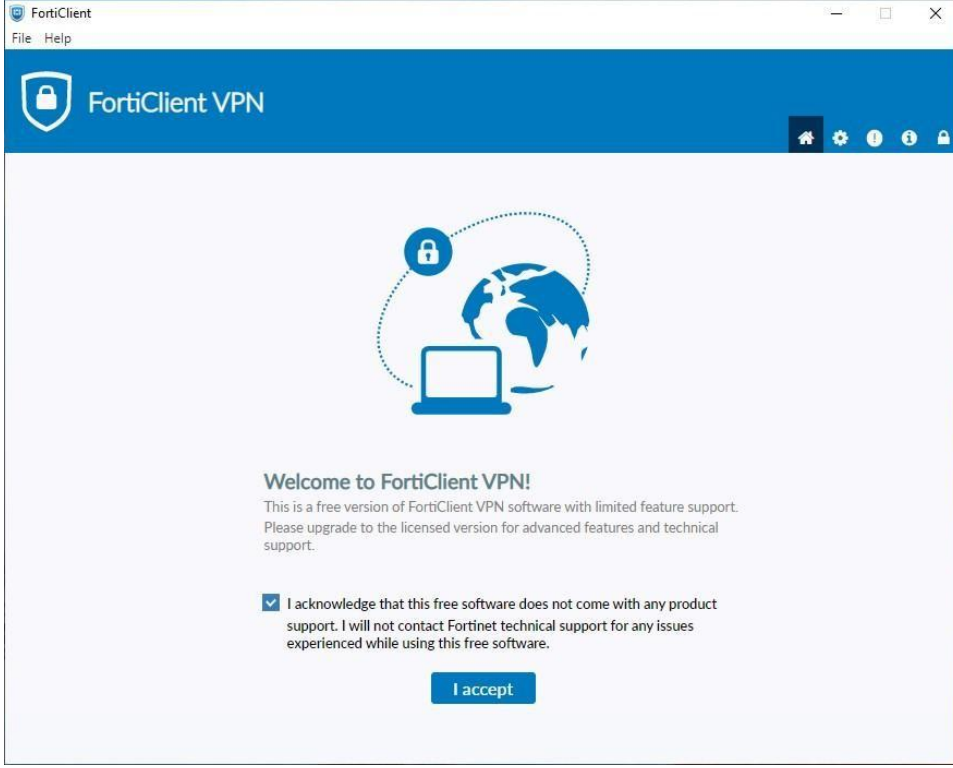 FortiClient
File Help
FortiClient VPN
Welcome to FortiClient VPN!
This is a free version of FortiClient VPN software with limited feature support.
Please upgrade to the licensed version for advanced features and technical
support.
I acknowledge that this free software does not come with any product
support. I will not contact Fortinet technical support for any issues
experienced while using this free software.
I accept